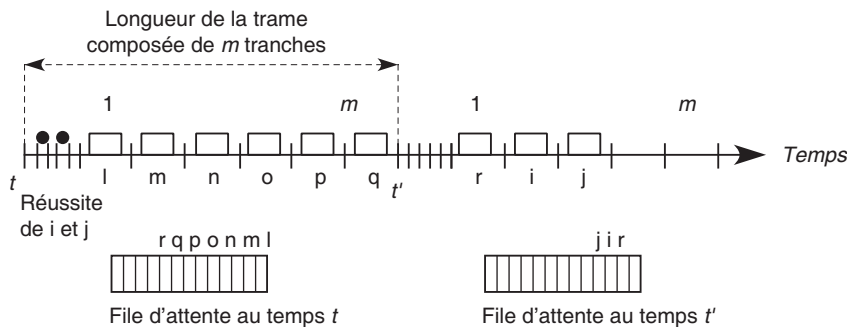 Longueur de la trame
composée de m tranches
1 m 1 m
Temps
l m n o p q r i j
t t'
Réussite
de i et j
r q p o n m l j i r
File d'attente au temps t File d'attente au temps t'